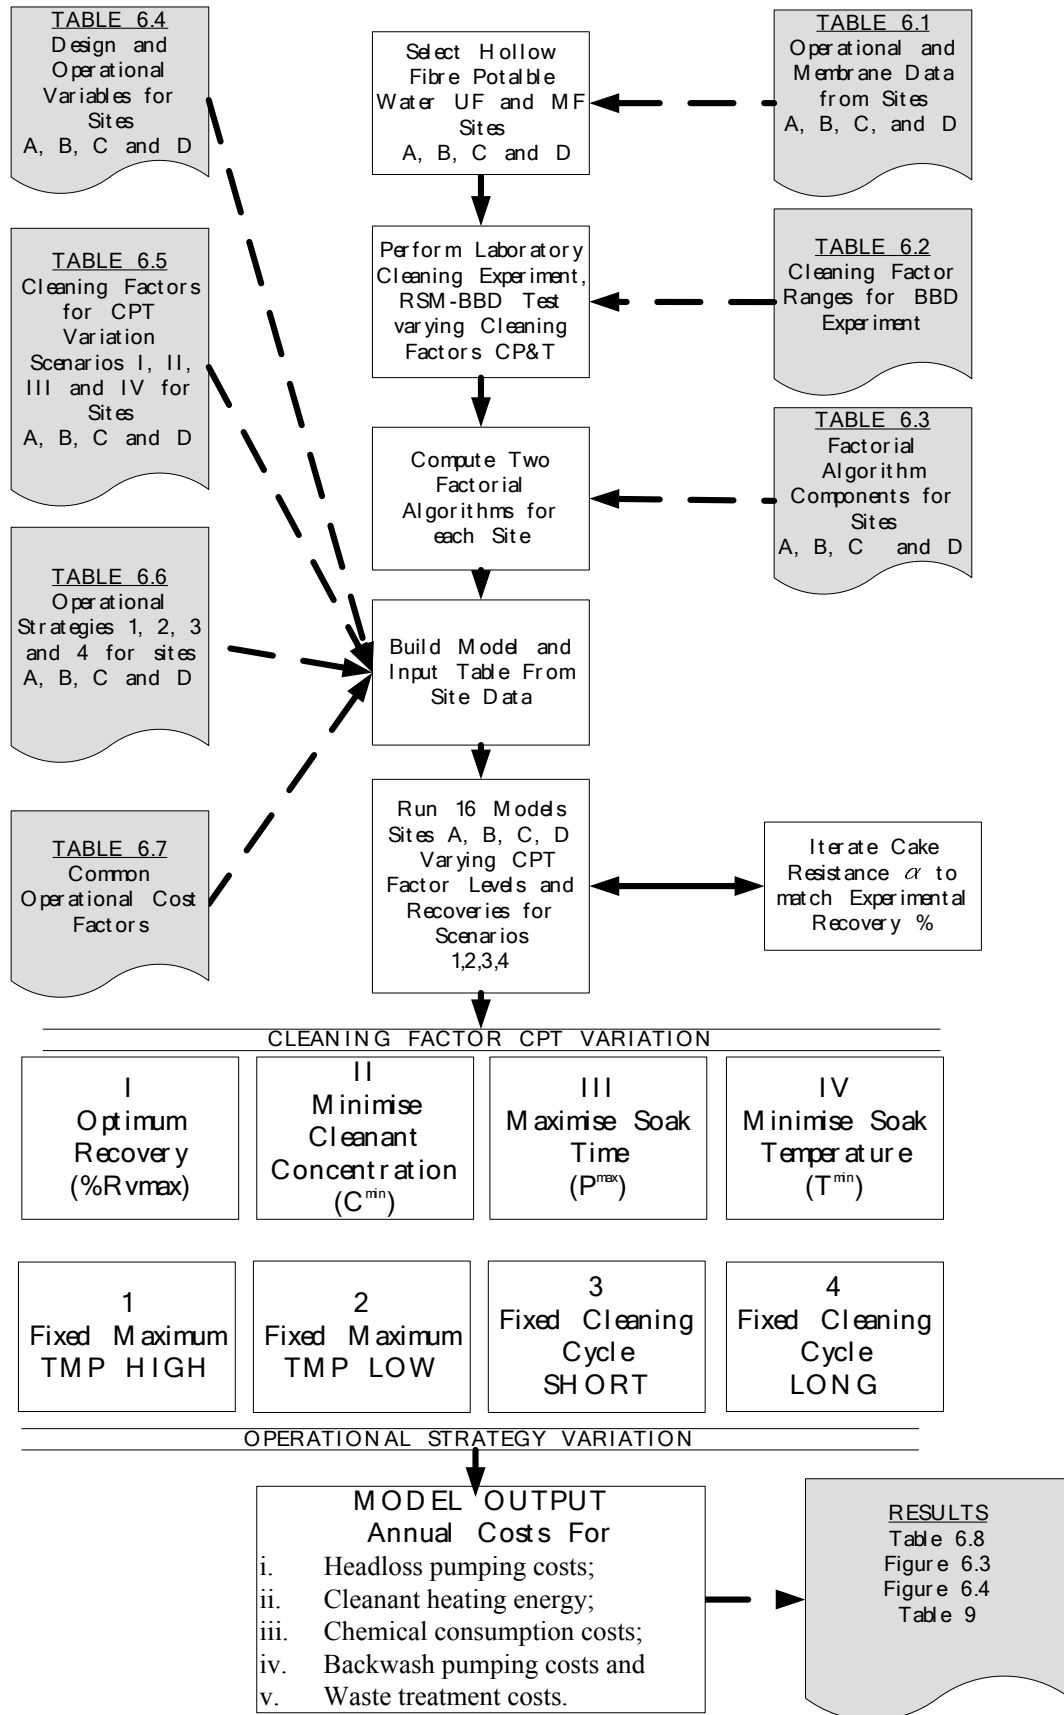 TABLE 6.4
Design and
Operational
Variables for
Sites
A, B, C and D
Select Hollow
Fibre Potable
Water UF and MF
Sites
A, B, C and D
TABLE 6.1
Operational and
Membrane Data
from Sites
A, B, C, and D
TABLE 6.5
Cleaning Factors
for CPT
Variation
Scenarios I, II,
III and IV for
Sites
A, B, C and D
Perform Laboratory
Cleaning Experiment,
RSM-BBD Test
varying Cleaning
Factors CP&T
TABLE 6.2
Cleaning Factor
Ranges for BBD
Experiment
Compute Two
Factorial
Algorithms for
each Site
TABLE 6.3
Factorial
Algorithm
Components for
Sites
A, B, C and D
TABLE 6.6
Operational
Strategies 1, 2, 3
and 4 for sites
A, B, C and D
Build Model and
Input Table From
Site Data
TABLE 6.7
Common
Operational Cost
Factors
Run 16 Models
Sites A, B, C, D
Varying CPT
Factor Levels and
Recoveries for
Scenarios
1,2,3,4
Iterate Cake
Resistance α to
match Experimental
Recovery %
CLEANING FACTOR CPT VARIATION
I
Optimum
Recovery
(%Rvmax)
II
Minimise
Cleanant
Concentration
(C^min)
III
Maximise Soak
Time
(P^max)
IV
Minimise Soak
Temperature
(T^min)
1
Fixed Maximum
TMP HIGH
2
Fixed Maximum
TMP LOW
3
Fixed Cleaning
Cycle
SHORT
4
Fixed Cleaning
Cycle
LONG
OPERATIONAL STRATEGY VARIATION
MODEL OUTPUT
Annual Costs For
i. Headloss pumping costs;
ii. Cleanant heating energy;
iii. Chemical consumption costs;
iv. Backwash pumping costs and
v. Waste treatment costs.
RESULTS
Table 6.8
Figure 6.3
Figure 6.4
Table 9